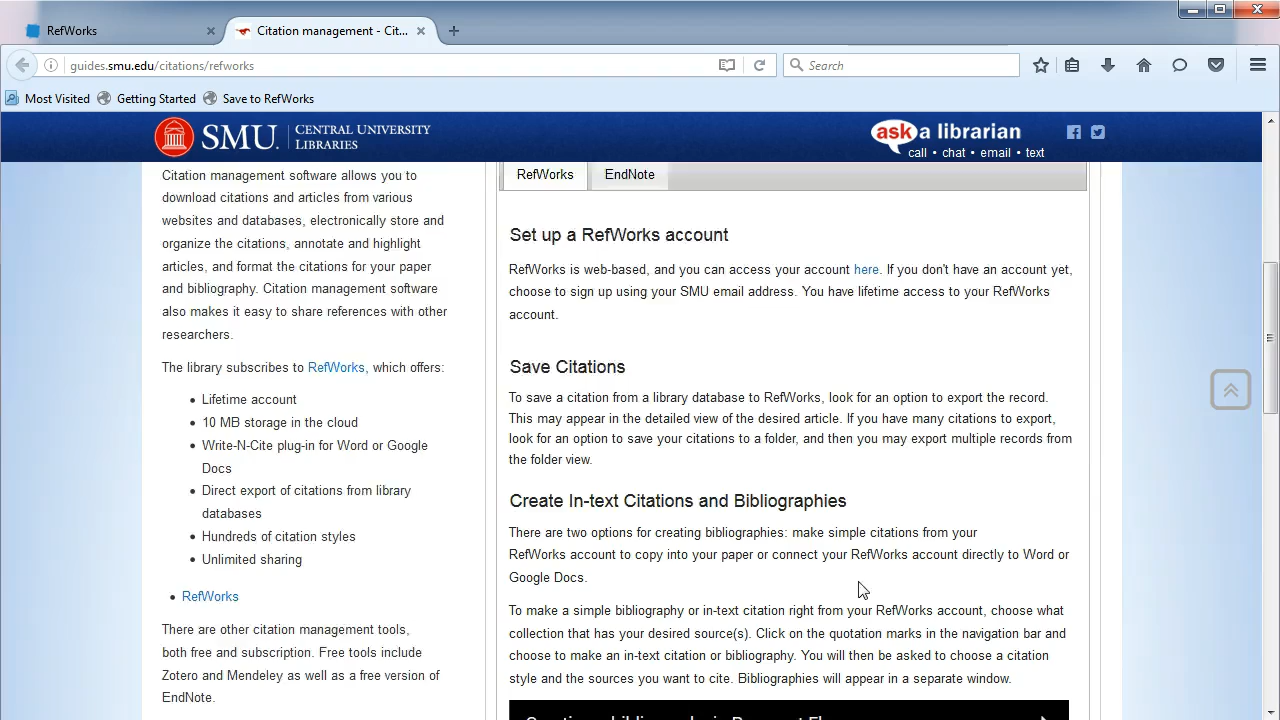 RefWorks
Citation management - Cit...
guides.smu.edu/citations/refworks
Search
Most Visited
Getting Started
Save to RefWorks
SMU.
CENTRAL UNIVERSITY
LIBRARIES
ask a librarian
call • chat • email • text
Citation management software allows you to
download citations and articles from various
websites and databases, electronically store and
organize the citations, annotate and highlight
articles, and format the citations for your paper
and bibliography. Citation management software
also makes it easy to share references with other
researchers.
The library subscribes to RefWorks, which offers:
• Lifetime account
• 10 MB storage in the cloud
• Write-N-Cite plug-in for Word or Google
Docs
• Direct export of citations from library
databases
• Hundreds of citation styles
• Unlimited sharing
• RefWorks
There are other citation management tools,
both free and subscription. Free tools include
Zotero and Mendeley as well as a free version of
EndNote.
RefWorks
EndNote
Set up a RefWorks account
RefWorks is web-based, and you can access your account here. If you don't have an account yet,
choose to sign up using your SMU email address. You have lifetime access to your RefWorks
account.
Save Citations
To save a citation from a library database to RefWorks, look for an option to export the record.
This may appear in the detailed view of the desired article. If you have many citations to export,
look for an option to save your citations to a folder, and then you may export multiple records from
the folder view.
Create In-text Citations and Bibliographies
There are two options for creating bibliographies: make simple citations from your
RefWorks account to copy into your paper or connect your RefWorks account directly to Word or
Google Docs.
To make a simple bibliography or in-text citation right from your RefWorks account, choose what
collection that has your desired source(s). Click on the quotation marks in the navigation bar and
choose to make an in-text citation or bibliography. You will then be asked to choose a citation
style and the sources you want to cite. Bibliographies will appear in a separate window.